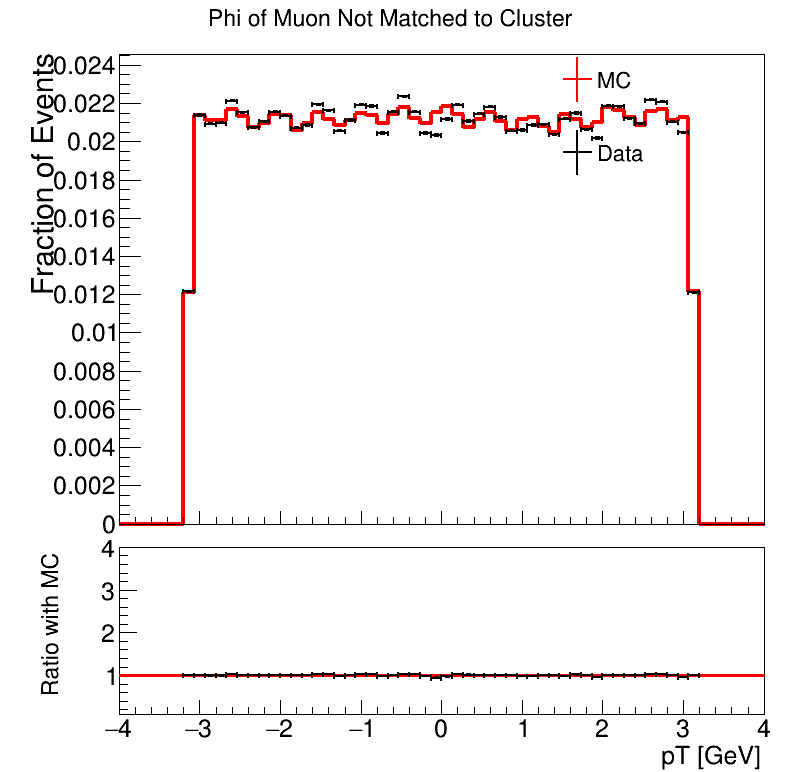 Phi of Muon Not Matched to Cluster
Fraction of Events
0.024
0.022
0.02
0.018
0.016
0.014
0.012
0.01
0.008
0.006
0.004
0.002
0
MC
Data
Ratio with MC
4
3
2
1
−4 −3 −2 −1 0 1 2 3 4
pT [GeV]